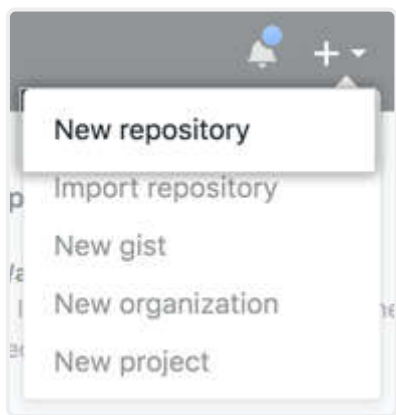 New repository
Import repository
New gist
New organization
New project